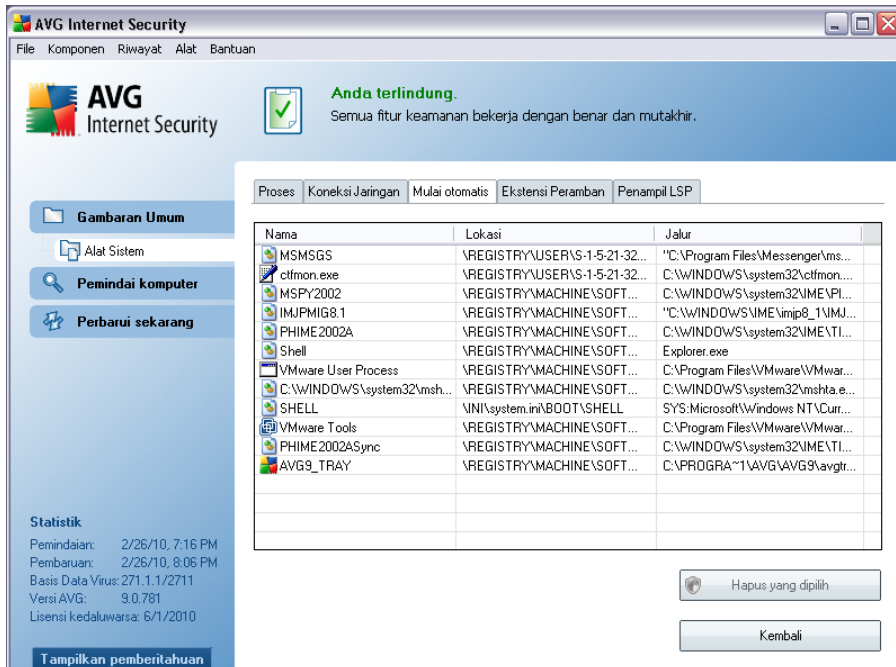 AVG Internet Security
File Komponen Riwayat Alat Bantuan
AVG
Internet Security
Anda terlindung.
Semua fitur keamanan bekerja dengan benar dan mutakhir.
Gambaran Umum
Alat Sistem
Pemindai komputer
Perbarui sekarang
Proses Koneksi Jaringan Mulai otomatis Ekstensi Peramban Penampil LSP
Nama Lokasi Jalur
MSMSGS \REGISTRY\USER\S-1-5-21-32... "C:\Program Files\Messenger\ms...
ctfmon.exe \REGISTRY\USER\S-1-5-21-32... C:\WINDOWS\system32\ctfmon....
MSPY2002 \REGISTRY\MACHINE\SOFT... C:\WINDOWS\system32\IME\PI...
IMJPMIG8.1 \REGISTRY\MACHINE\SOFT... "C:\WINDOWS\IME\imjp8_1\IMJ...
PHIME2002A \REGISTRY\MACHINE\SOFT... C:\WINDOWS\system32\IME\TI...
Shell \REGISTRY\MACHINE\SOFT... Explorer.exe
VMware User Process \REGISTRY\MACHINE\SOFT... C:\Program Files\VMware\VMwar...
C:\WINDOWS\system32\msh... \REGISTRY\MACHINE\SOFT... C:\WINDOWS\system32\mshta.e...
SHELL \INI\system.ini\BOOT\SHELL SYS:Microsoft\Windows NT\Curr...
VMware Tools \REGISTRY\MACHINE\SOFT... C:\Program Files\VMware\VMwar...
PHIME2002ASync \REGISTRY\MACHINE\SOFT... C:\WINDOWS\system32\IME\TI...
AVG9_TRAY \REGISTRY\MACHINE\SOFT... C:\PROGRA~1\AVG\AVG9\avgtr...
Statistik
Pemindaian: 2/26/10, 7:16 PM
Pembaruan: 2/26/10, 8:06 PM
Basis Data Virus: 271.1.1/2711
Versi AVG: 9.0.781
Lisensi kedaluwarsa: 6/1/2010
Tampilkan pemberitahuan
Hapus yang dipilih
Kembali